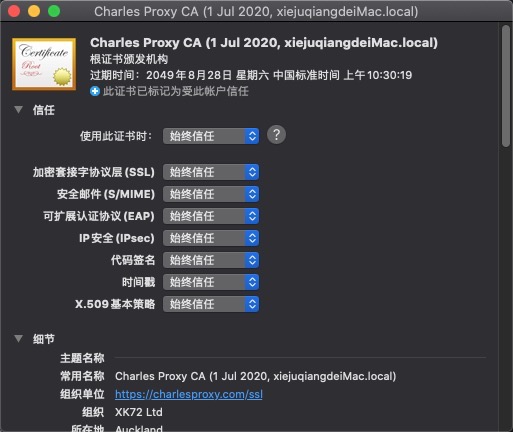 Charles Proxy CA (1 Jul 2020, xiejuqiangdeiMac.local)
Certificate
Root
Charles Proxy CA (1 Jul 2020, xiejuqiangdeiMac.local)
根证书颁发机构
过期时间：2049年8月28日 星期六 中国标准时间 上午10:30:19
此证书已标记为受此帐户信任
信任
使用此证书时： 始终信任 ?
加密套接字协议层 (SSL) 始终信任
安全邮件 (S/MIME) 始终信任
可扩展认证协议 (EAP) 始终信任
IP 安全 (IPsec) 始终信任
代码签名 始终信任
时间戳 始终信任
X.509 基本策略 始终信任
细节
主题名称
常用名称 Charles Proxy CA (1 Jul 2020, xiejuqiangdeiMac.local)
组织单位 https://charlesproxy.com/ssl
组织 XK72 Ltd
所在地 Auckland